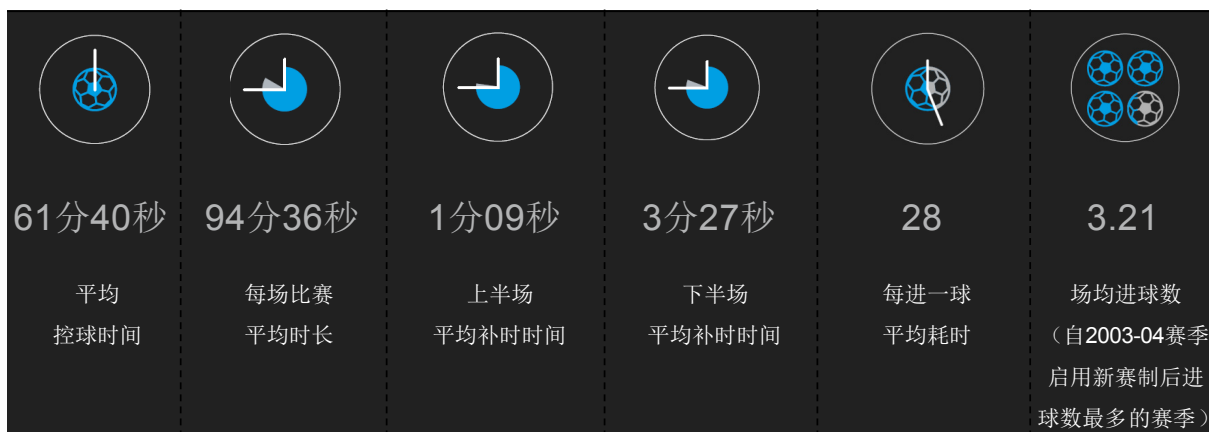 61分40秒
平均
控球时间
94分36秒
每场比赛
平均时长
1分09秒
上半场
平均补时时间
3分27秒
下半场
平均补时时间
28
每进一球
平均耗时
3.21
场均进球数
（自2003-04赛季
启用新赛制后进
球数最多的赛季）